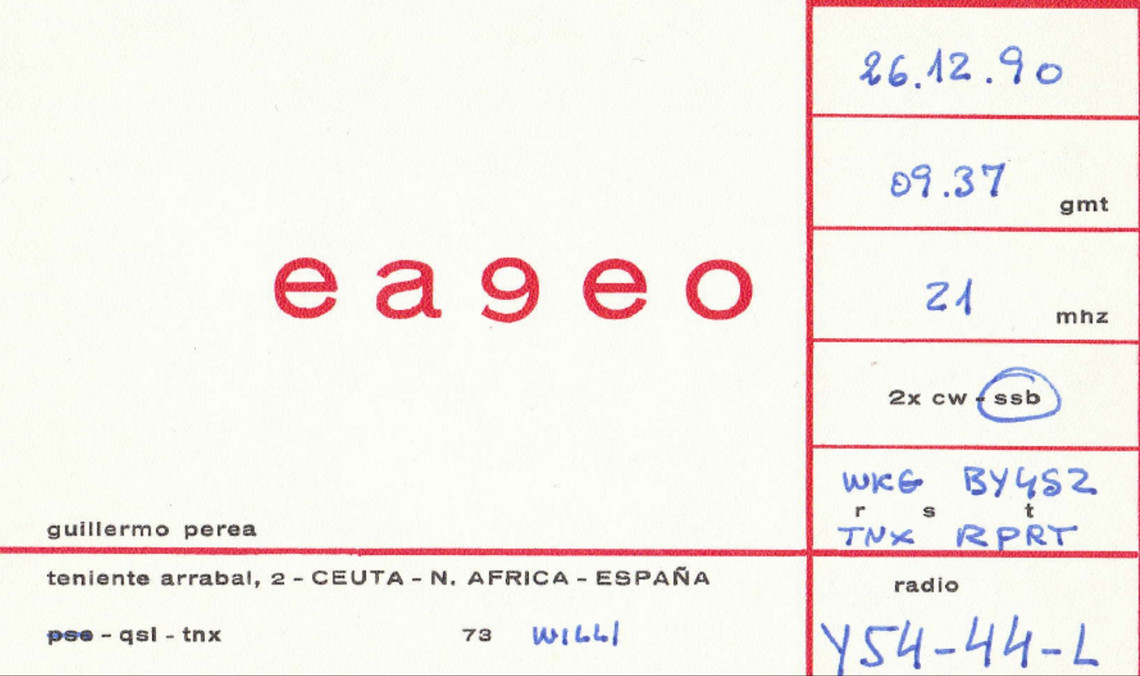 ea9eo
guillermo perea
teniente arrabal, 2 - CEUTA - N. AFRICA - ESPAÑA
pse - qsl - tnx 73 WILLI
26.12.90
09.37 gmt
21 mhz
2x cw - ssb
WKG BY4SZ
r s t
TNX RPRT
radio
Y54-44-L